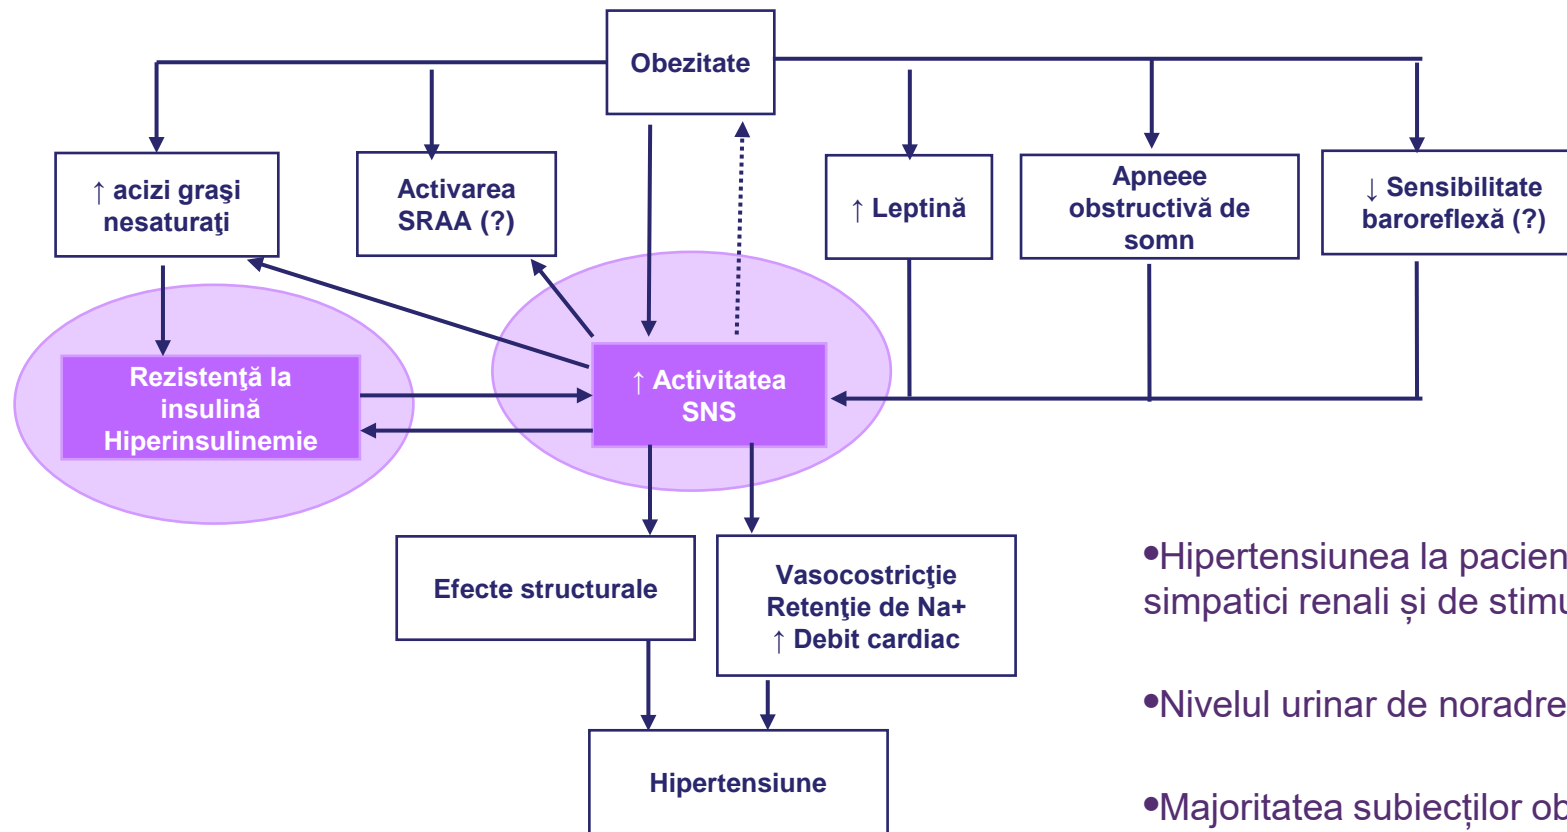 Obezitate
↑ acizi graşi
nesaturaţi
Activarea
SRAA (?)
↑ Leptină
Apneee
obstructivă de
somn
↓ Sensibilitate
baroreflexă (?)
Rezistenţă la
insulină
Hiperinsulinemie
↑ Activitatea
SNS
Efecte structurale
Vasocostricţie
Retenţie de Na+
↑ Debit cardiac
Hipertensiune
•Hipertensiunea la pacien
simpatici renali și de stimu
•Nivelul urinar de noradre
•Majoritatea subiecților ob